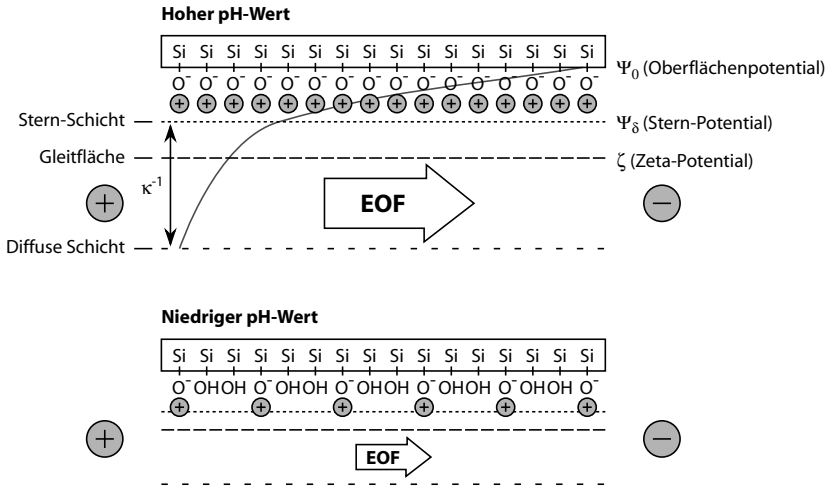 Hoher pH-Wert
Si Si Si Si Si Si Si Si Si Si Si Si Si Si Si Si
Ψ0 (Oberflächenpotential)
O⁻ O⁻ O⁻ O⁻ O⁻ O⁻ O⁻ O⁻ O⁻ O⁻ O⁻ O⁻ O⁻ O⁻ O⁻ O⁻
+ + + + + + + + + + + + + + + +
Stern-Schicht
Ψδ (Stern-Potential)
Gleitfläche
ζ (Zeta-Potential)
κ⁻¹
+
EOF
−
Diffuse Schicht
Niedriger pH-Wert
Si Si Si Si Si Si Si Si Si Si Si Si Si Si Si Si
O⁻ OH OH O⁻ OH OH O⁻ OH OH O⁻ OH OH O⁻ OH OH O⁻
+ + + + + +
+
EOF
−